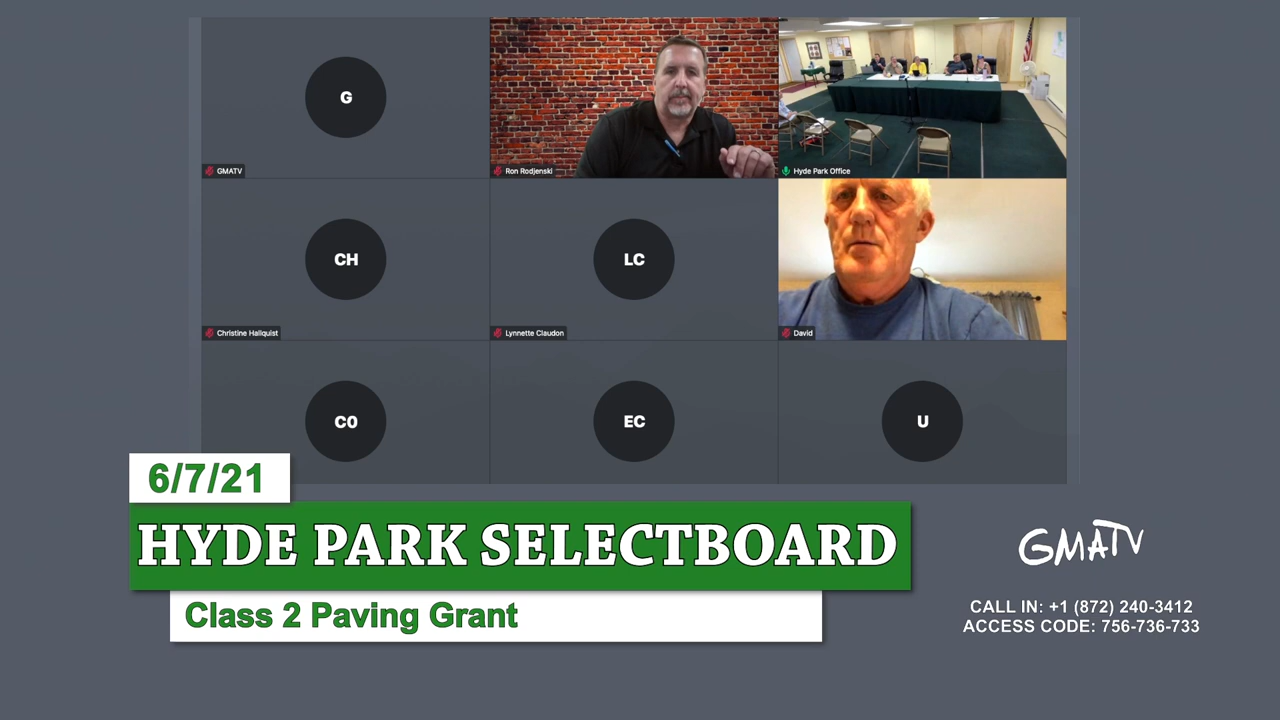 G
GMATV
Ron Rodjenski
Hyde Park Office
CH
Christine Hallquist
LC
Lynnette Claudon
David
C0
EC
U
6/7/21
HYDE PARK SELECTBOARD
Class 2 Paving Grant
GMATV
CALL IN: +1 (872) 240-3412
ACCESS CODE: 756-736-733